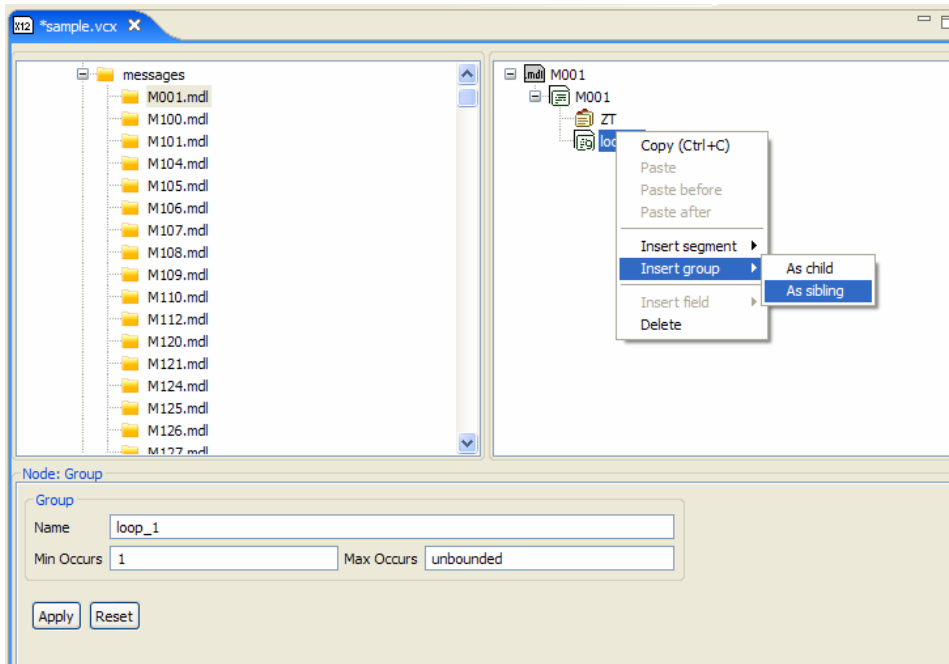 X12 *sample.vcx
messages
M001.mdl
M100.mdl
M101.mdl
M104.mdl
M105.mdl
M106.mdl
M107.mdl
M108.mdl
M109.mdl
M110.mdl
M112.mdl
M120.mdl
M121.mdl
M124.mdl
M125.mdl
M126.mdl
M127.mdl
mdl M001
M001
ZT
Copy (Ctrl+C)
Paste
Paste before
Paste after
Insert segment
Insert group
As child
As sibling
Insert field
Delete
Node: Group
Group
Name loop_1
Min Occurs 1 Max Occurs unbounded
Apply Reset